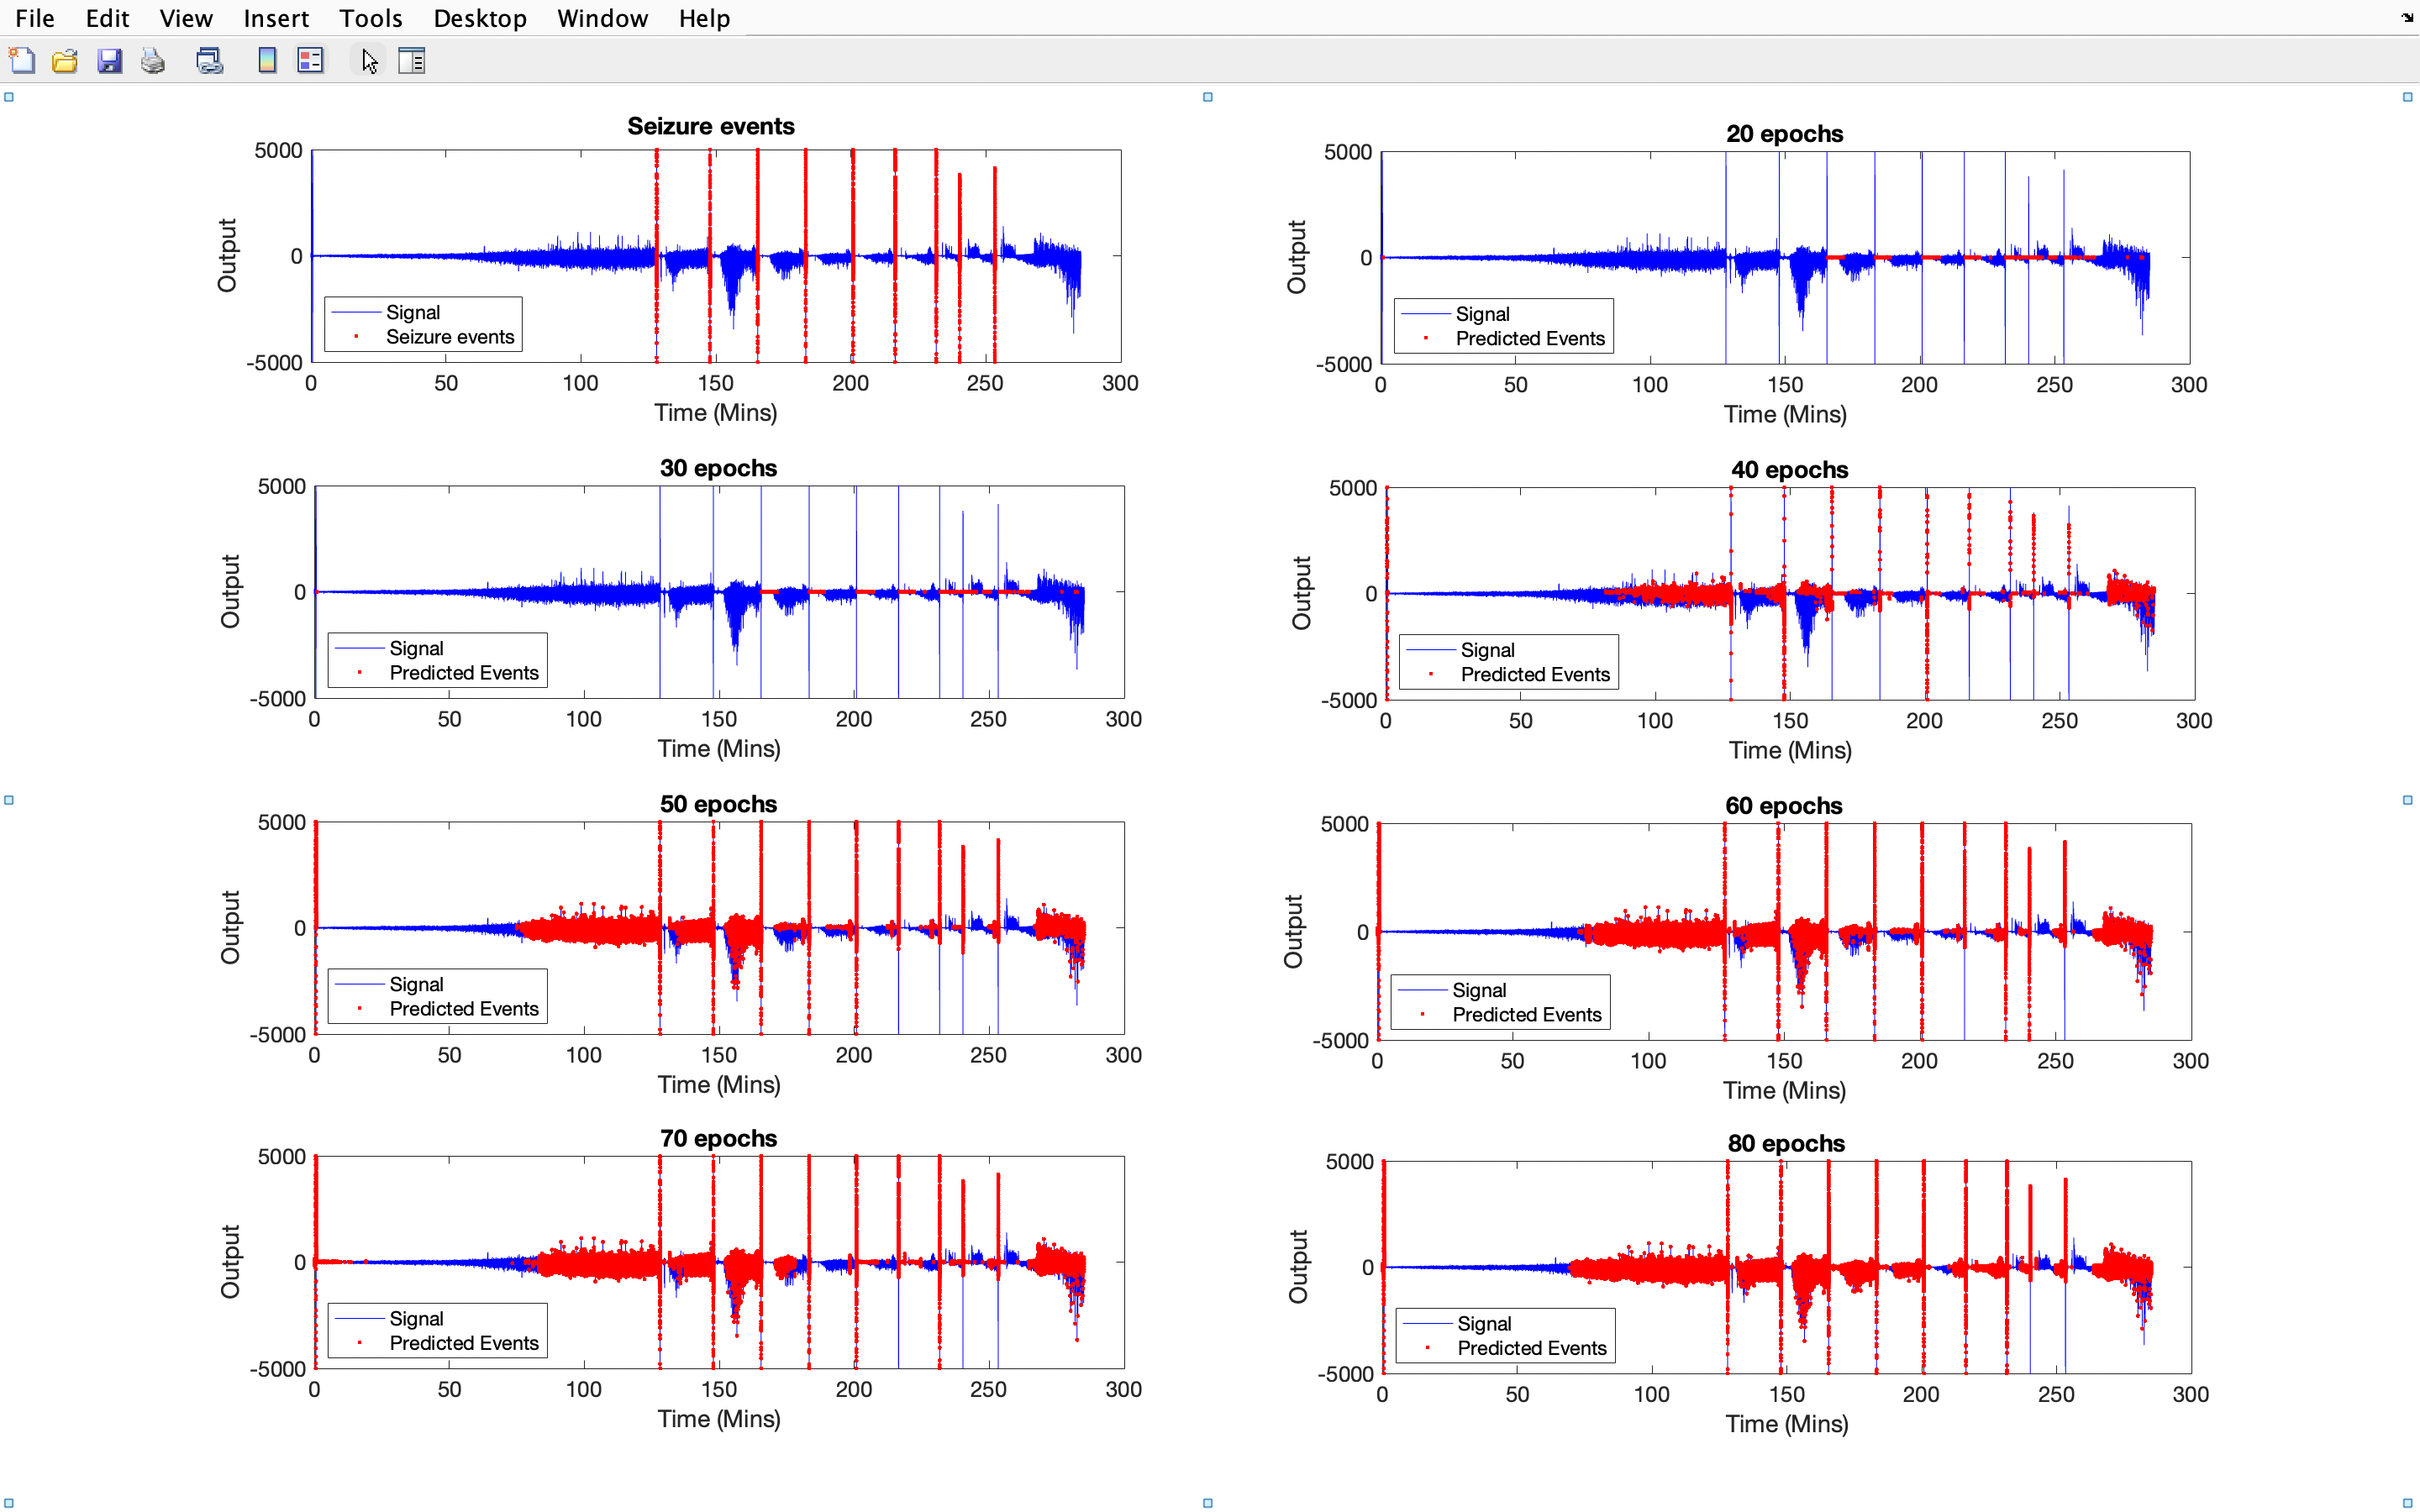 File Edit View Insert Tools Desktop Window Help
Seizure events
5000
0
-5000
Output
Signal
Seizure events
0 50 100 150 200 250 300
Time (Mins)
20 epochs
5000
0
-5000
Output
Signal
Predicted Events
0 50 100 150 200 250 300
Time (Mins)
30 epochs
5000
0
-5000
Output
Signal
Predicted Events
0 50 100 150 200 250 300
Time (Mins)
40 epochs
5000
0
-5000
Output
Signal
Predicted Events
0 50 100 150 200 250 300
Time (Mins)
50 epochs
5000
0
-5000
Output
Signal
Predicted Events
0 50 100 150 200 250 300
Time (Mins)
60 epochs
5000
0
-5000
Output
Signal
Predicted Events
0 50 100 150 200 250 300
Time (Mins)
70 epochs
5000
0
-5000
Output
Signal
Predicted Events
0 50 100 150 200 250 300
Time (Mins)
80 epochs
5000
0
-5000
Output
Signal
Predicted Events
0 50 100 150 200 250 300
Time (Mins)